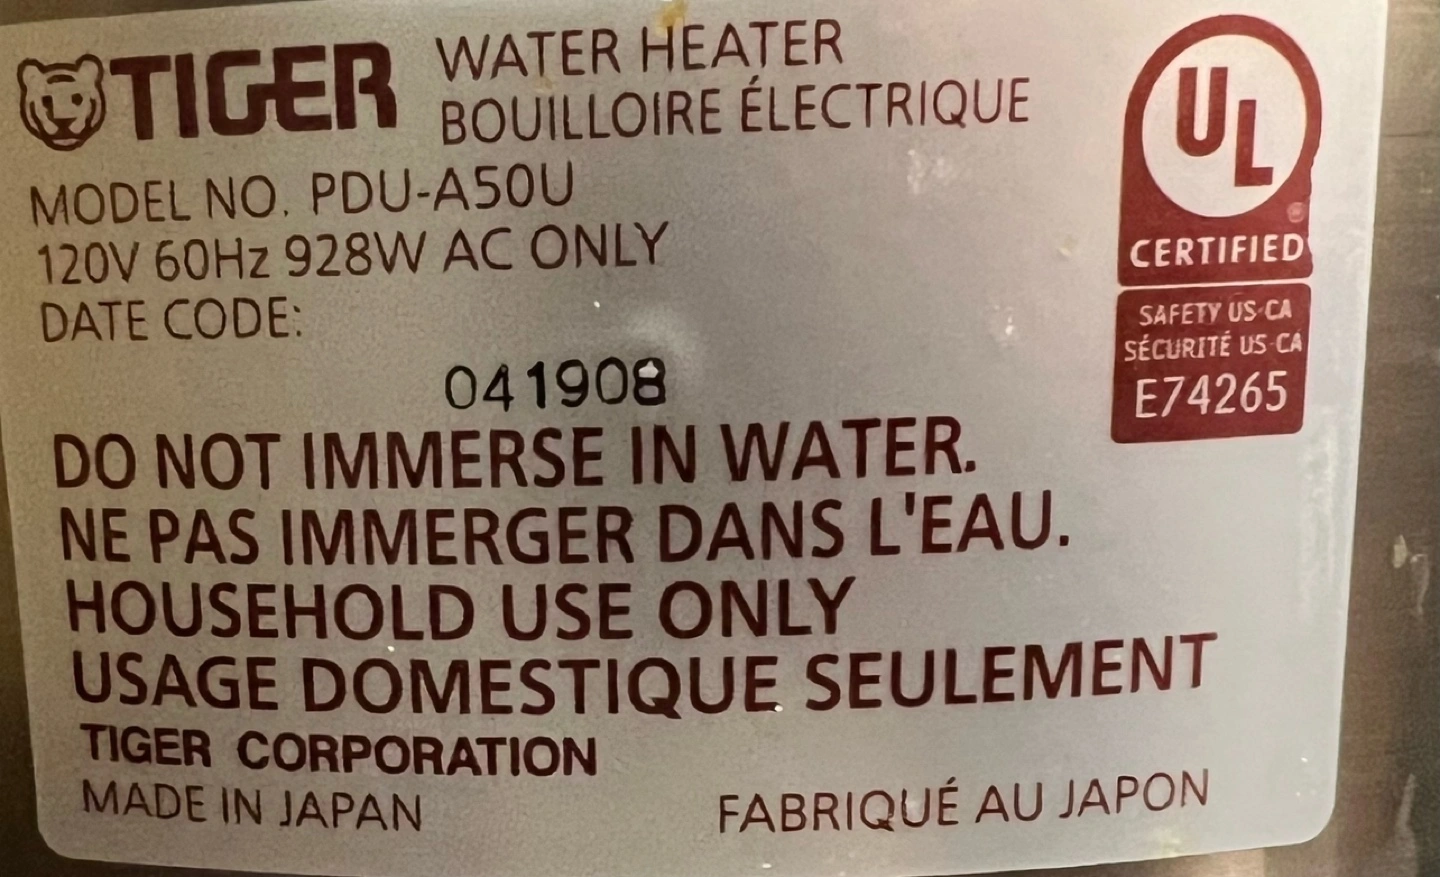 TIGER
WATER HEATER
BOUILLOIRE ÉLECTRIQUE
MODEL NO. PDU-A50U
120V 60Hz 928W AC ONLY
DATE CODE:
041908
DO NOT IMMERSE IN WATER.
NE PAS IMMERGER DANS L'EAU.
HOUSEHOLD USE ONLY
USAGE DOMESTIQUE SEULEMENT
TIGER CORPORATION
MADE IN JAPAN
FABRIQUÉ AU JAPON
UL
CERTIFIED
SAFETY US-CA
SÉCURITÉ US-CA
E74265